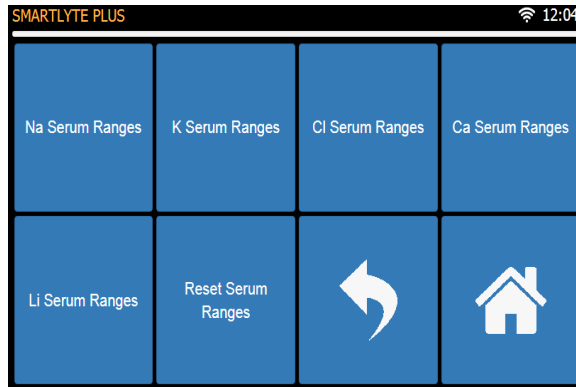 SMARTLYTE PLUS 12:04
Na Serum Ranges
K Serum Ranges
Cl Serum Ranges
Ca Serum Ranges
Li Serum Ranges
Reset Serum
Ranges